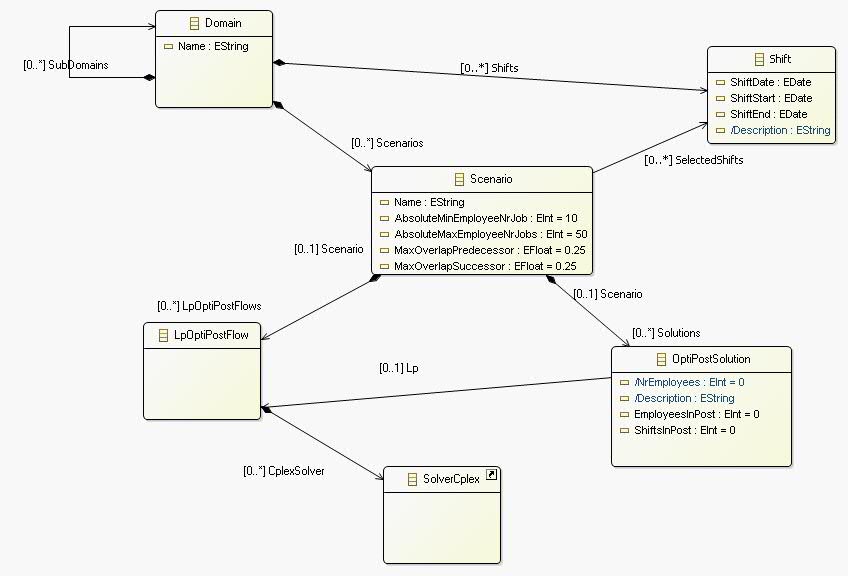 Domain
Name : EString
[0..*] SubDomains
[0..*] Shifts
Shift
ShiftDate : EDate
ShiftStart : EDate
ShiftEnd : EDate
/Description : EString
[0..*] Scenarios
[0..*] SelectedShifts
Scenario
Name : EString
AbsoluteMinEmployeeNrJob : EInt = 10
AbsoluteMaxEmployeeNrJobs : EInt = 50
MaxOverlapPredecessor : EFloat = 0.25
MaxOverlapSuccessor : EFloat = 0.25
[0..1] Scenario
[0..1] Scenario
[0..*] LpOptiPostFlows
[0..*] Solutions
LpOptiPostFlow
OptiPostSolution
/NrEmployees : EInt = 0
/Description : EString
EmployeesInPost : EInt = 0
ShiftsInPost : EInt = 0
[0..1] Lp
[0..*] CplexSolver
SolverCplex